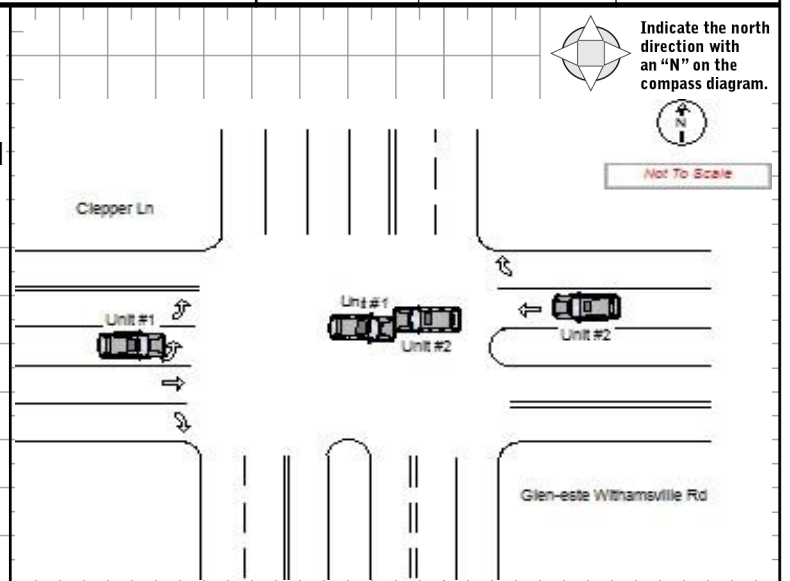 Indicate the north
direction with
an “N” on the
compass diagram.
N
Not To Scale
Clepper Ln
Unit #1
Unit #1
Unit #2
Unit #2
Glen-este Withamsville Rd